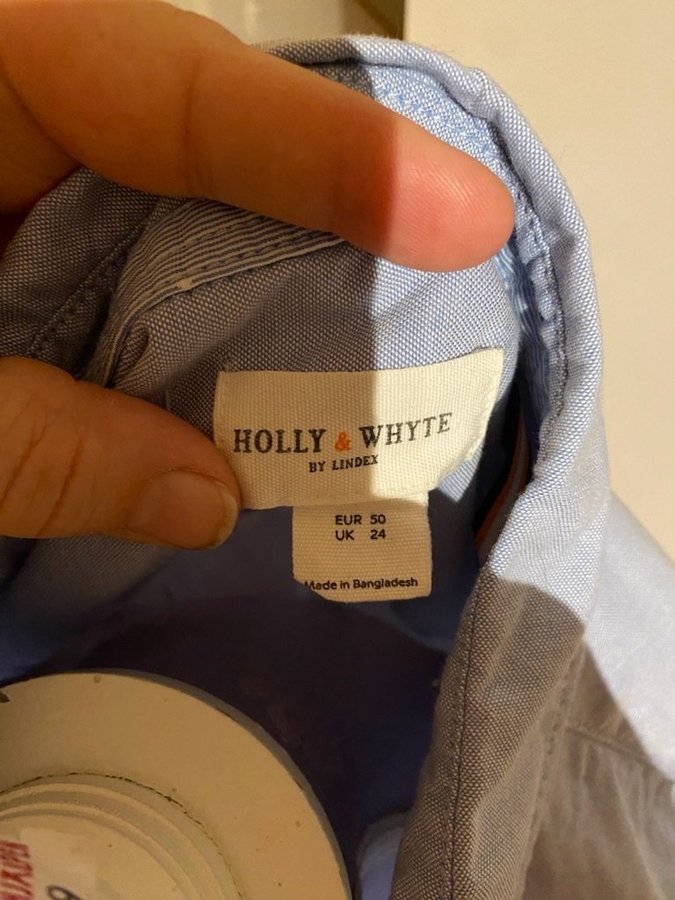 HOLLY & WHYTE
BY LINDEX
EUR 50
UK 24
Made in Bangladesh